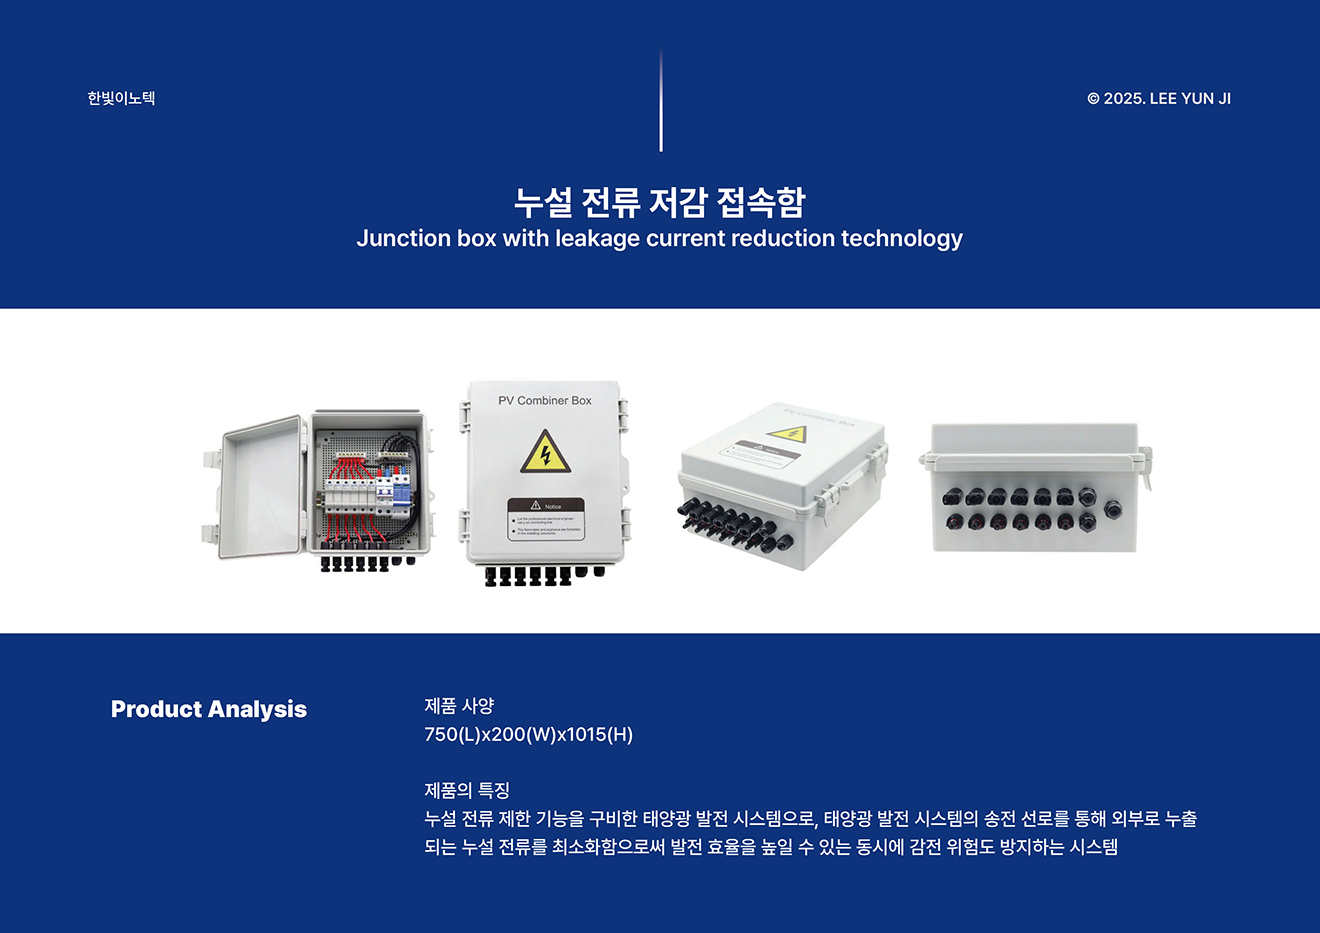 한빛이노텍
© 2025. LEE YUN JI
누설 전류 저감 접속함
Junction box with leakage current reduction technology
PV Combiner Box
Notice
PV Combiner Box
Notice
Product Analysis
제품 사양
750(L)x200(W)x1015(H)
제품의 특징
누설 전류 제한 기능을 구비한 태양광 발전 시스템으로, 태양광 발전 시스템의 송전 선로를 통해 외부로 누출
되는 누설 전류를 최소화함으로써 발전 효율을 높일 수 있는 동시에 감전 위험도 방지하는 시스템